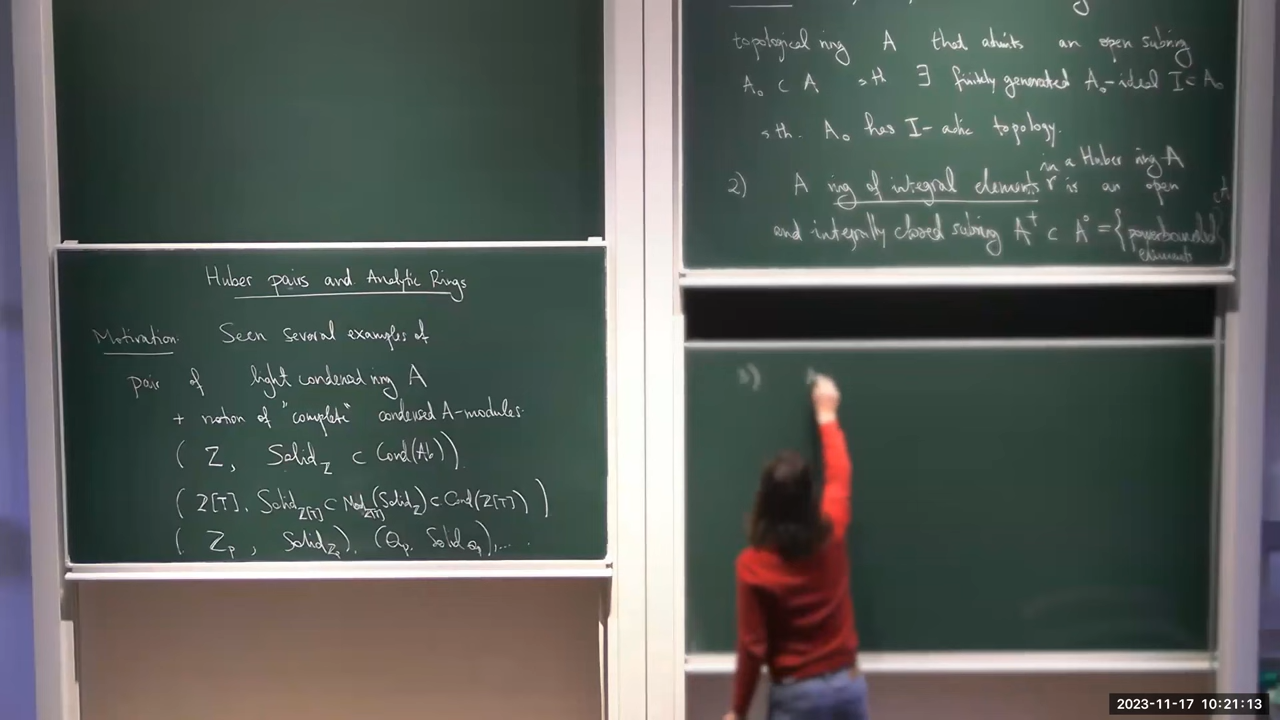 Huber pairs and Analytic Rings
Motivation. Seen several examples of
pair of light condensed ring A
+ notion of "complete" condensed A-modules.
( Z, Solid_Z ⊂ Cond(Ab) ).
( Z[T], Solid_Z[T] ⊂ Mod_Z[T](Solid_Z) ⊂ Cond(Z[T]) )
( Z_p, Solid_Z_p ), (Q_p, Solid_Q_p), ...
topological ring A that admits an open subring
A_0 ⊂ A s.th ∃ finitely generated A_0-ideal I ⊂ A_0
s.th. A_0 has I-adic topology.
in a Huber ring A
2) A ring of integral elements is an open
and integrally closed subring A^+ ⊂ A° = {powerbounded
elements}
3)
2023-11-17 10:21:13